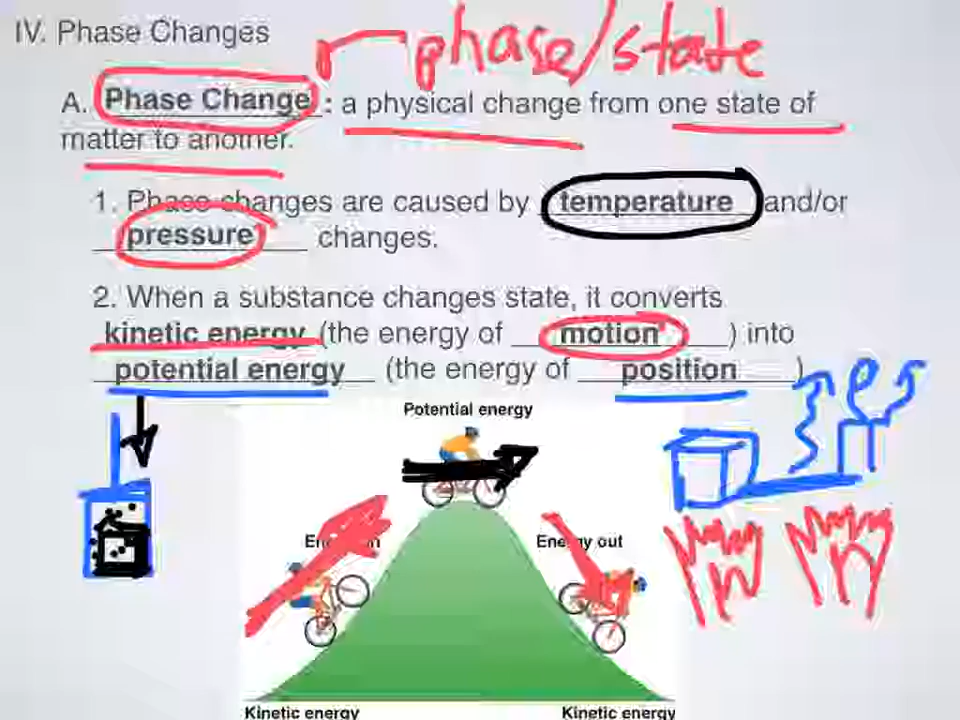 IV. Phase Changes
phase/state
A. Phase Change : a physical change from one state of
matter to another.
1. Phase changes are caused by temperature and/or
pressure changes.
2. When a substance changes state, it converts
kinetic energy (the energy of motion ) into
potential energy (the energy of position )
Potential energy
Energy out
Kinetic energy
Kinetic energy